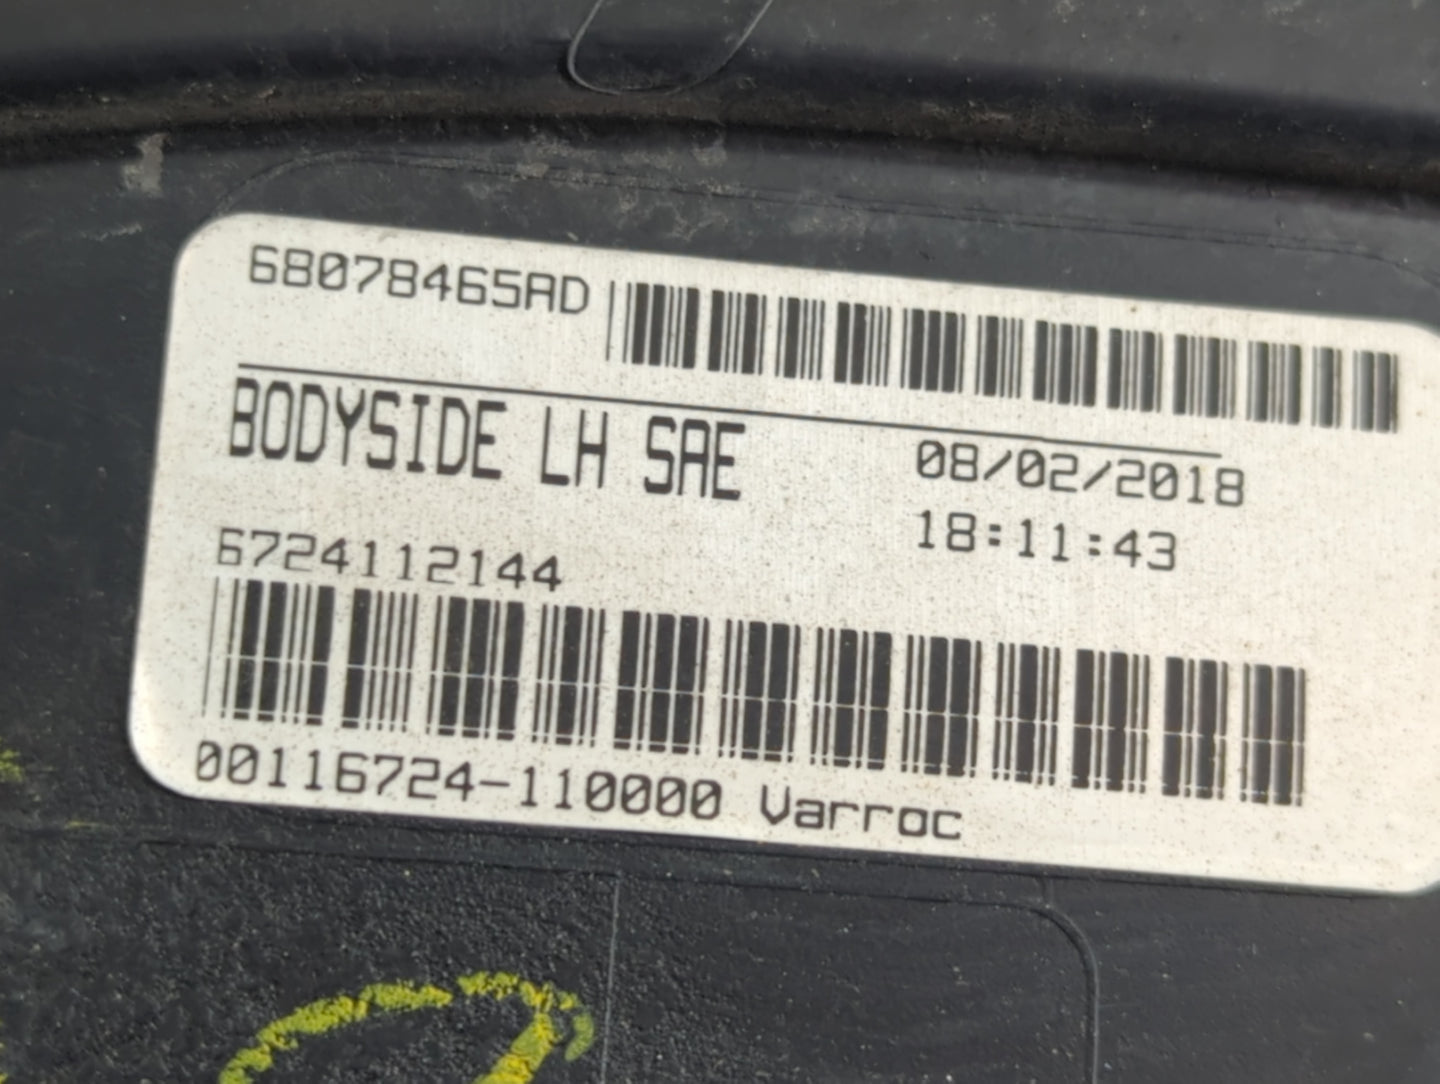 68078465AD
BODYSIDE LH SAE
08/02/2018
18:11:43
6724112144
00116724-110000 Varroc